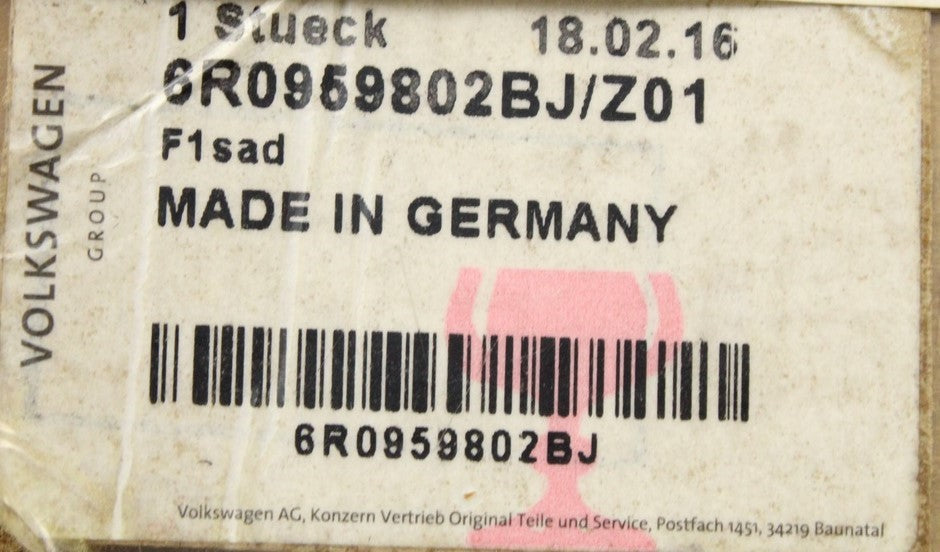 1 Stueck 18.02.16
6R0959802BJ/Z01
F1sad
MADE IN GERMANY
VOLKSWAGEN
GROUP
6R0959802BJ
Volkswagen AG, Konzern Vertrieb Original Teile und Service, Postfach 1451, 34219 Baunatal